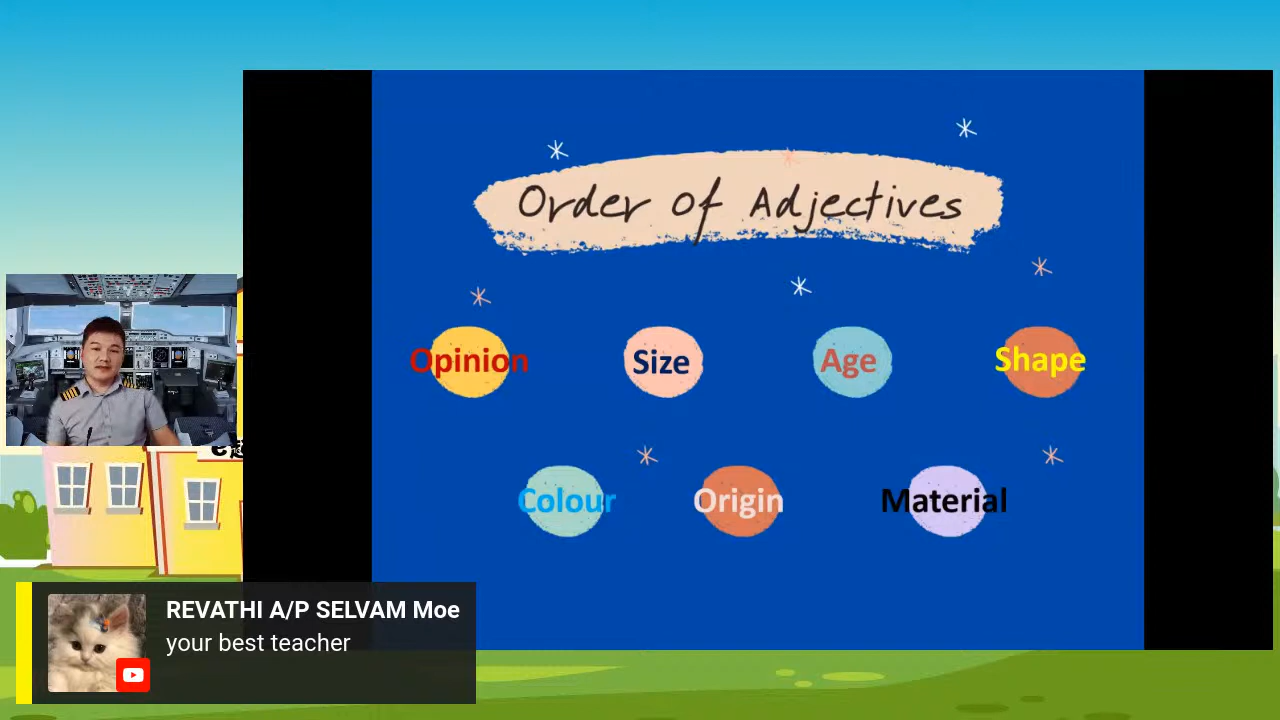 Order of Adjectives
Opinion
Size
Age
Shape
Colour
Origin
Material
REVATHI A/P SELVAM Moe
your best teacher